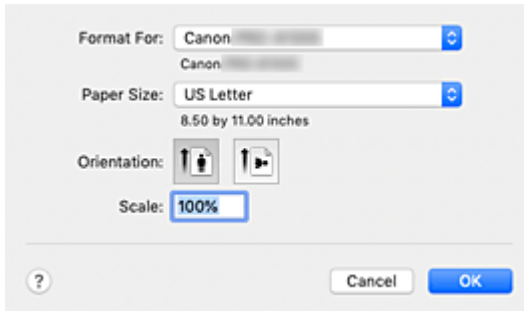 Format For: Canon
Canon
Paper Size: US Letter
8.50 by 11.00 inches
Orientation:
Scale: 100%
? Cancel OK